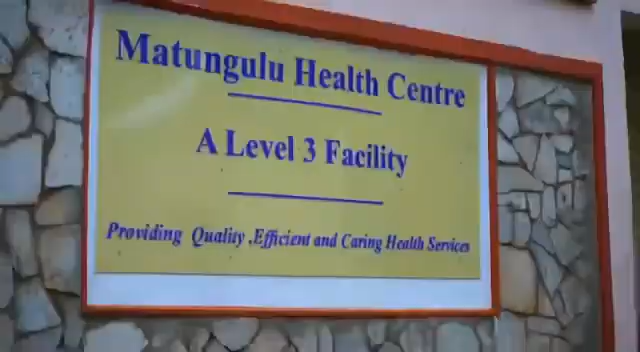 Matungulu Health Centre
A Level 3 Facility
Providing Quality ,Efficient and Caring Health Services